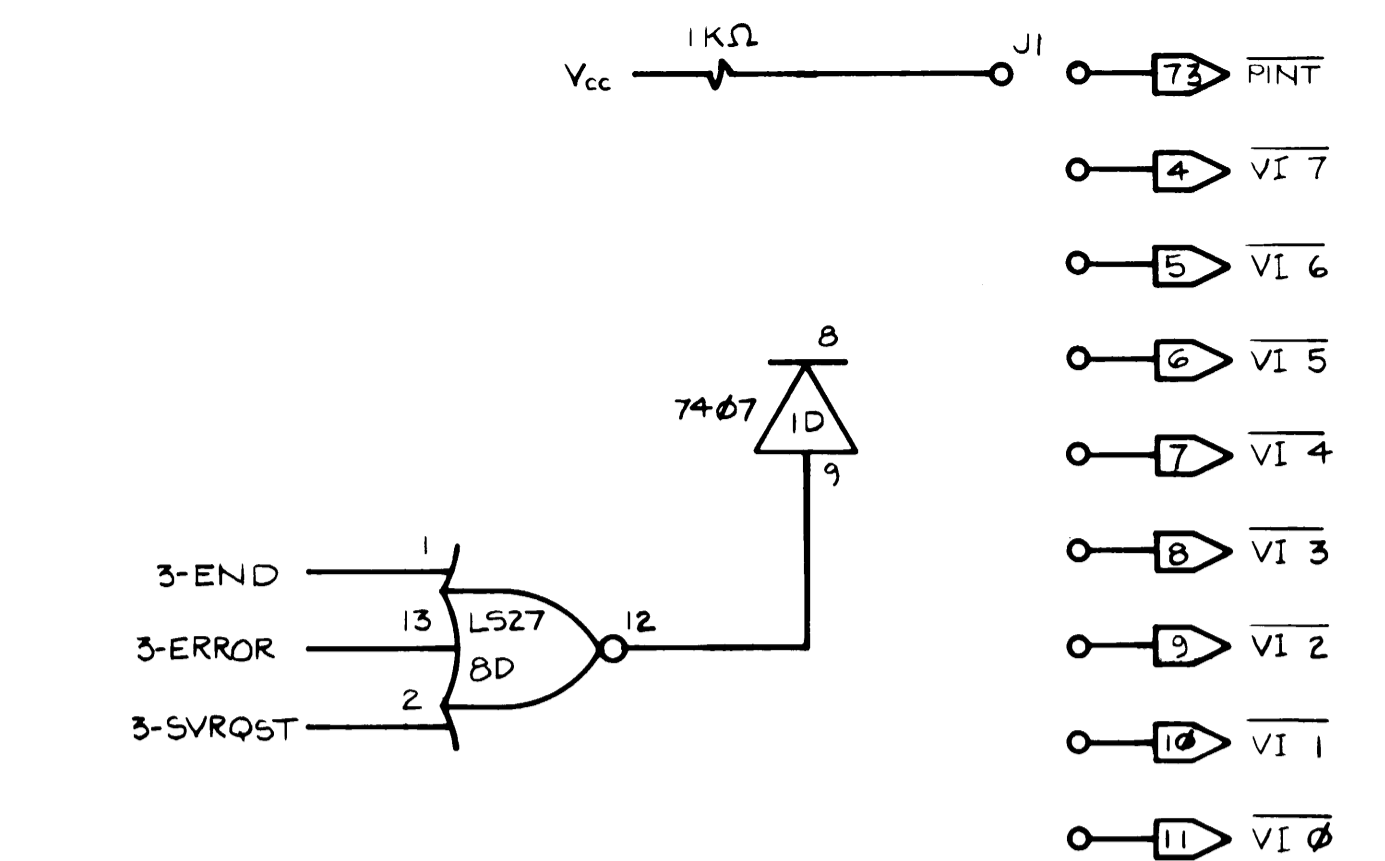 1KΩ
J1
Vcc
73 PINT
4 VI 7
5 VI 6
8
6 VI 5
74Ø7
1D
9
7 VI 4
1
3-END
8 VI 3
13
LS27
12
3-ERROR
8D
9 VI 2
2
3-SVRQST
1Ø VI 1
11 VI Ø